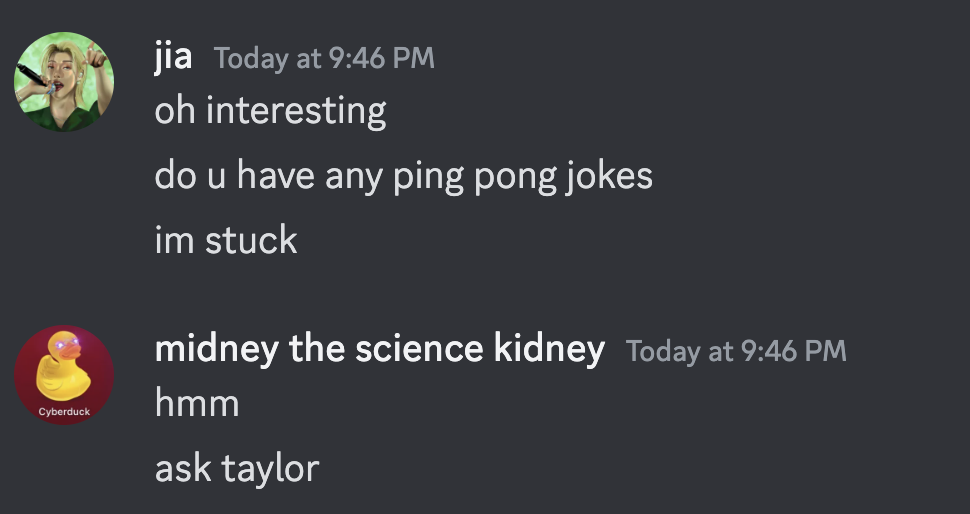 jia Today at 9:46 PM
oh interesting
do u have any ping pong jokes
im stuck
midney the science kidney Today at 9:46 PM
hmm
Cyberduck
ask taylor